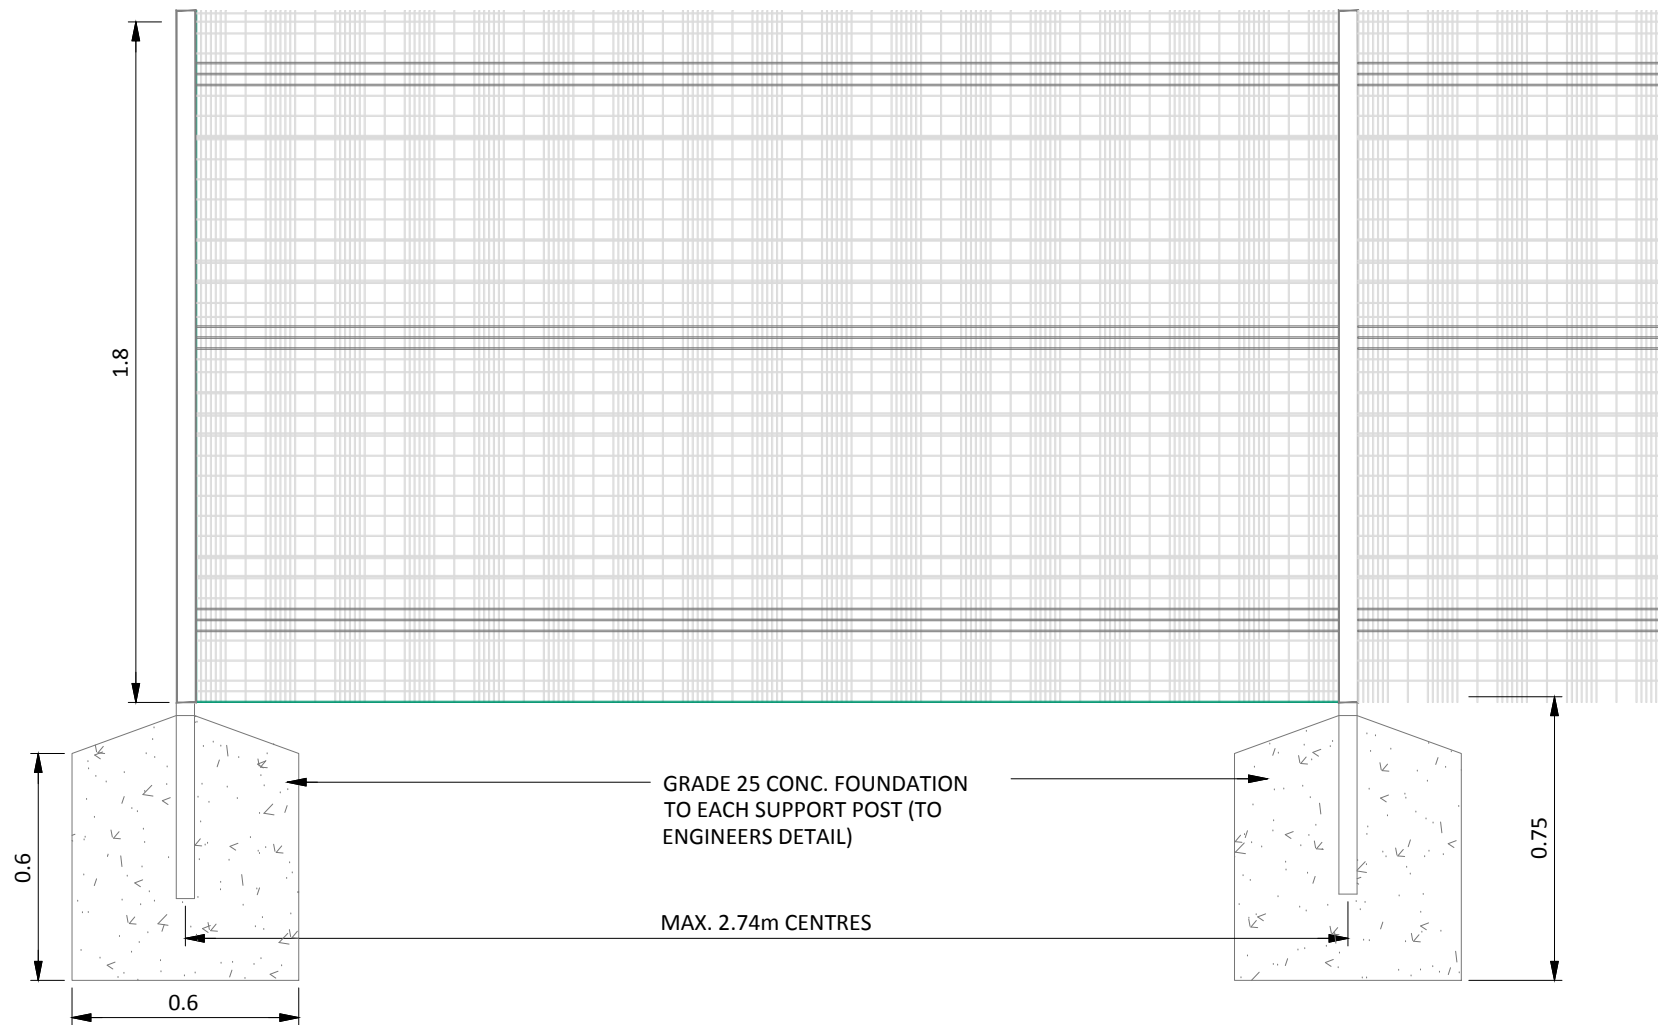 1.8
GRADE 25 CONC. FOUNDATION
TO EACH SUPPORT POST (TO
ENGINEERS DETAIL)
0.6
0.75
MAX. 2.74m CENTRES
0.6